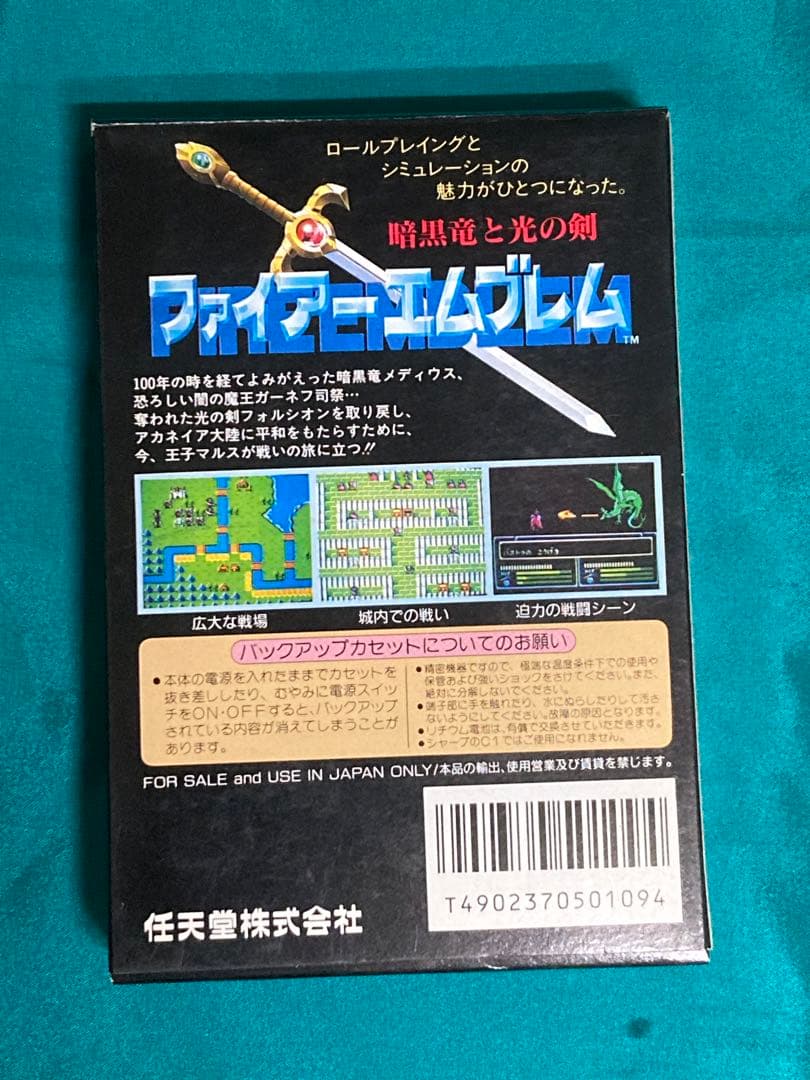 ロールプレイングと
シミュレーションの
魅力がひとつになった。
暗黒竜と光の剣
ファイアーエムブレム
FIRE EMBLEM
TM
100年の時を経てよみがえった暗黒竜メディウス、
恐ろしい闇の魔王ガーネフ司祭…
奪われた光の剣フォルシオンを取り戻し、
アカネイア大陸に平和をもたらすために、
今、王子マルスが戦いの旅に立つ!!
広大な戦場
城内での戦い
迫力の戦闘シーン
バックアップカセットについてのお願い
●本体の電源を入れたままでカセットを
抜き差ししたり、むやみに電源スイッ
チをON・OFFすると、バックアップ
されている内容が消えてしまうことが
あります。
●精密機器ですので、極端な温度条件下での使用や
保管および強いショックをさけてください。また、
絶対に分解しないでください。
●端子部に手を触れたり、水にぬらしたりして汚さ
ないようにしてください。故障の原因となります。
●リチウム電池は、有償で交換させていただきます。
●シャープのC1ではご使用になれません。
FOR SALE and USE IN JAPAN ONLY/本品の輸出、使用営業及び賃貸を禁じます。
T4902370501094
任天堂株式会社